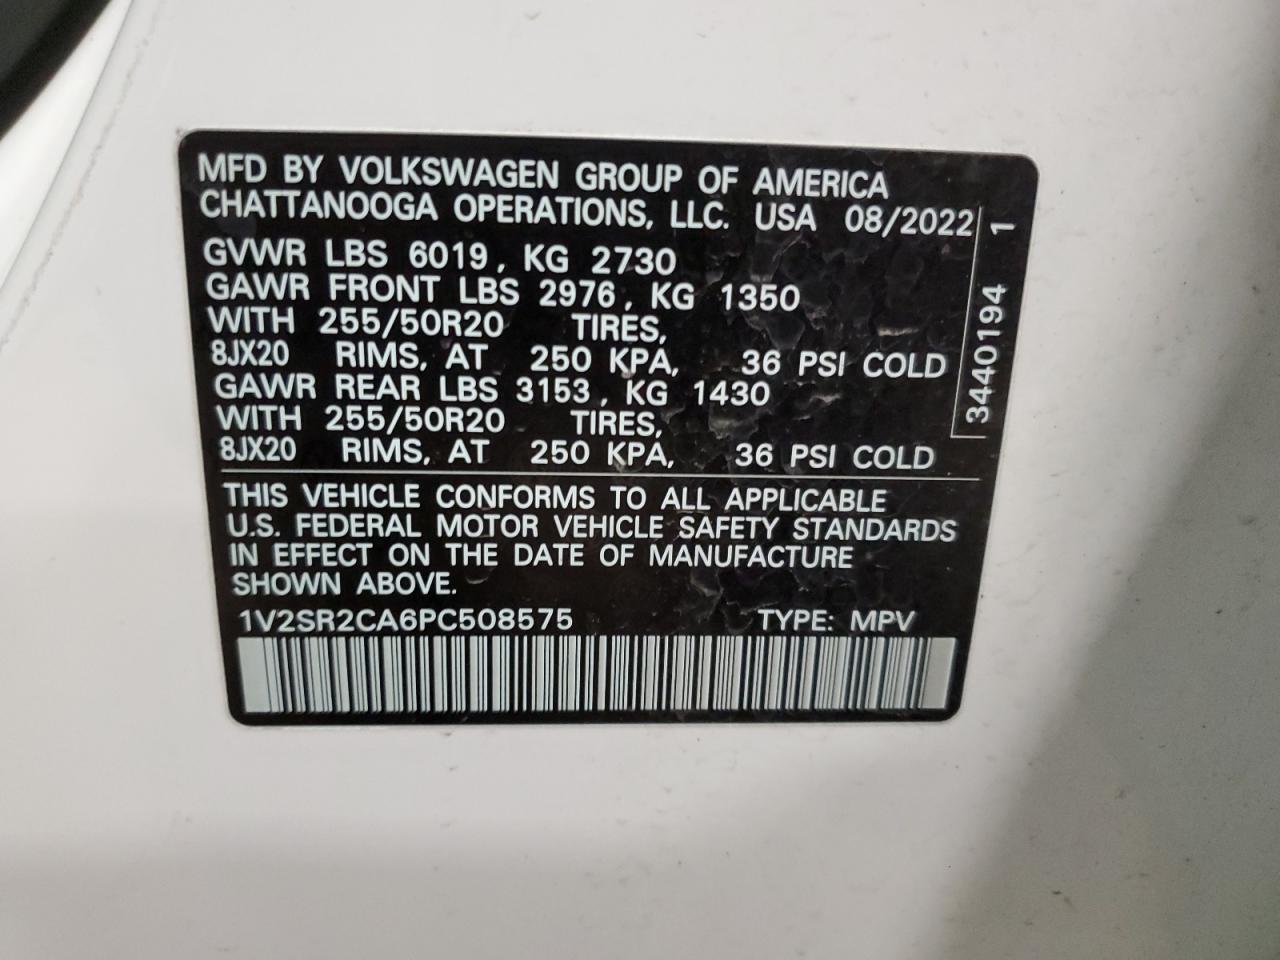 MFD BY VOLKSWAGEN GROUP OF AMERICA
CHATTANOOGA OPERATIONS, LLC. USA 08/2022
GVWR LBS 6019, KG 2730
GAWR FRONT LBS 2976, KG 1350
WITH 255/50R20 TIRES,
8JX20 RIMS, AT 250 KPA, 36 PSI COLD
GAWR REAR LBS 3153, KG 1430
WITH 255/50R20 TIRES,
8JX20 RIMS, AT 250 KPA, 36 PSI COLD
3440194 1
THIS VEHICLE CONFORMS TO ALL APPLICABLE
U.S. FEDERAL MOTOR VEHICLE SAFETY STANDARDS
IN EFFECT ON THE DATE OF MANUFACTURE
SHOWN ABOVE.
1V2SR2CA6PC508575 TYPE: MPV